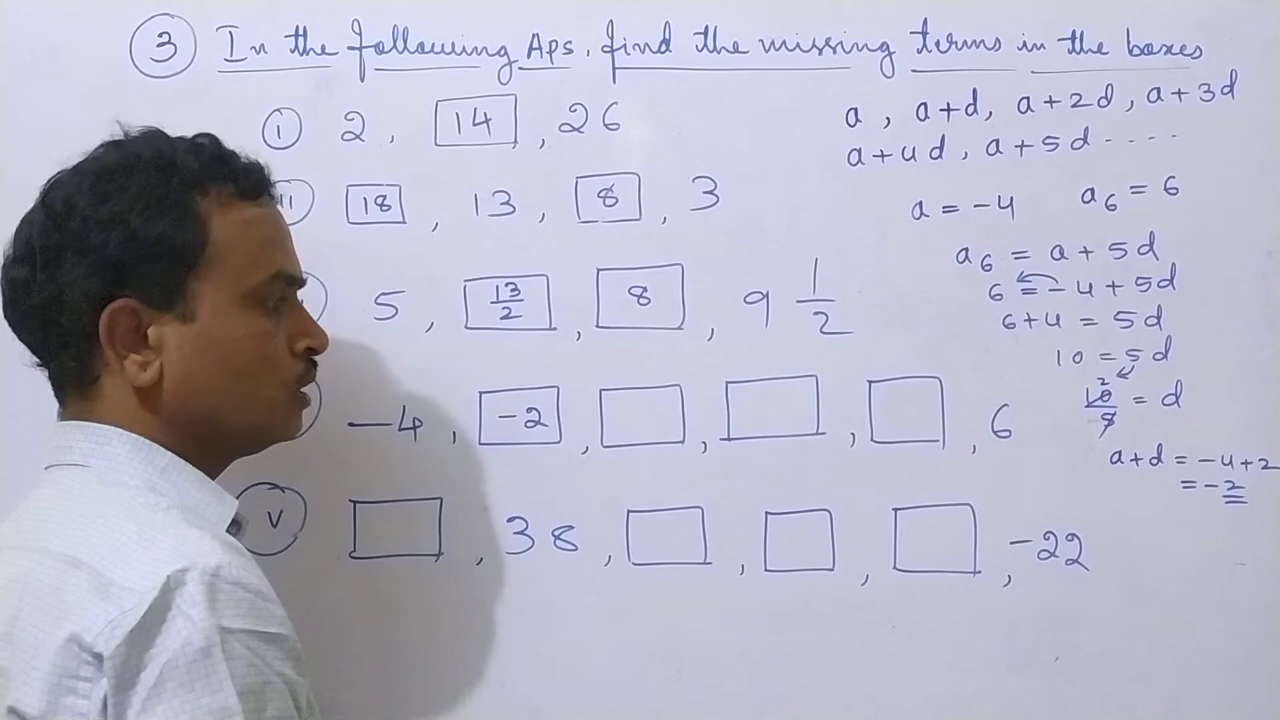 3 In the following Aps, find the missing terms in the boxes
i 2, 14, 26
ii 18, 13, 8, 3
5, 13/2, 8, 9 1/2
-4, -2, , , , 6
v , 38, , , , -22
a, a+d, a+2d, a+3d
a+4d, a+5d ....
a = -4 a6 = 6
a6 = a + 5d
6 = -4 + 5d
6+4 = 5d
10 = 5d
2
10/5 = d
a+d = -4+2
= -2